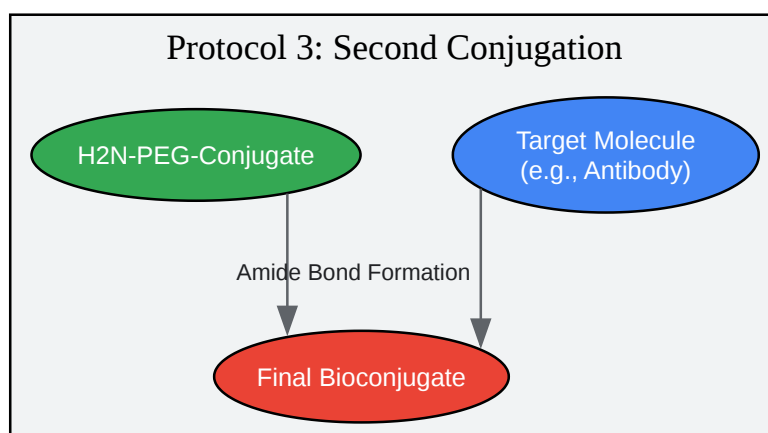 Protocol 3: Second Conjugation
H2N-PEG-Conjugate
Target Molecule
(e.g., Antibody)
Amide Bond Formation
Final Bioconjugate